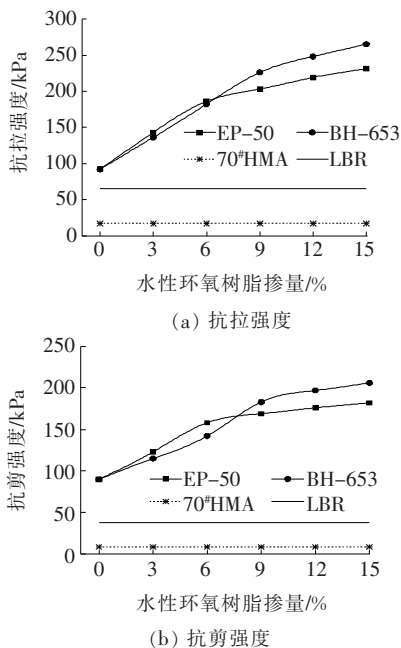 抗拉强度/kPa
300
250
200
150
100
50
0
EP-50
BH-653
70#HMA
LBR
0 3 6 9 12 15
水性环氧树脂掺量/%
(a) 抗拉强度
抗剪强度/kPa
250
200
150
100
50
0
EP-50
BH-653
70#HMA
LBR
0 3 6 9 12 15
水性环氧树脂掺量/%
(b) 抗剪强度